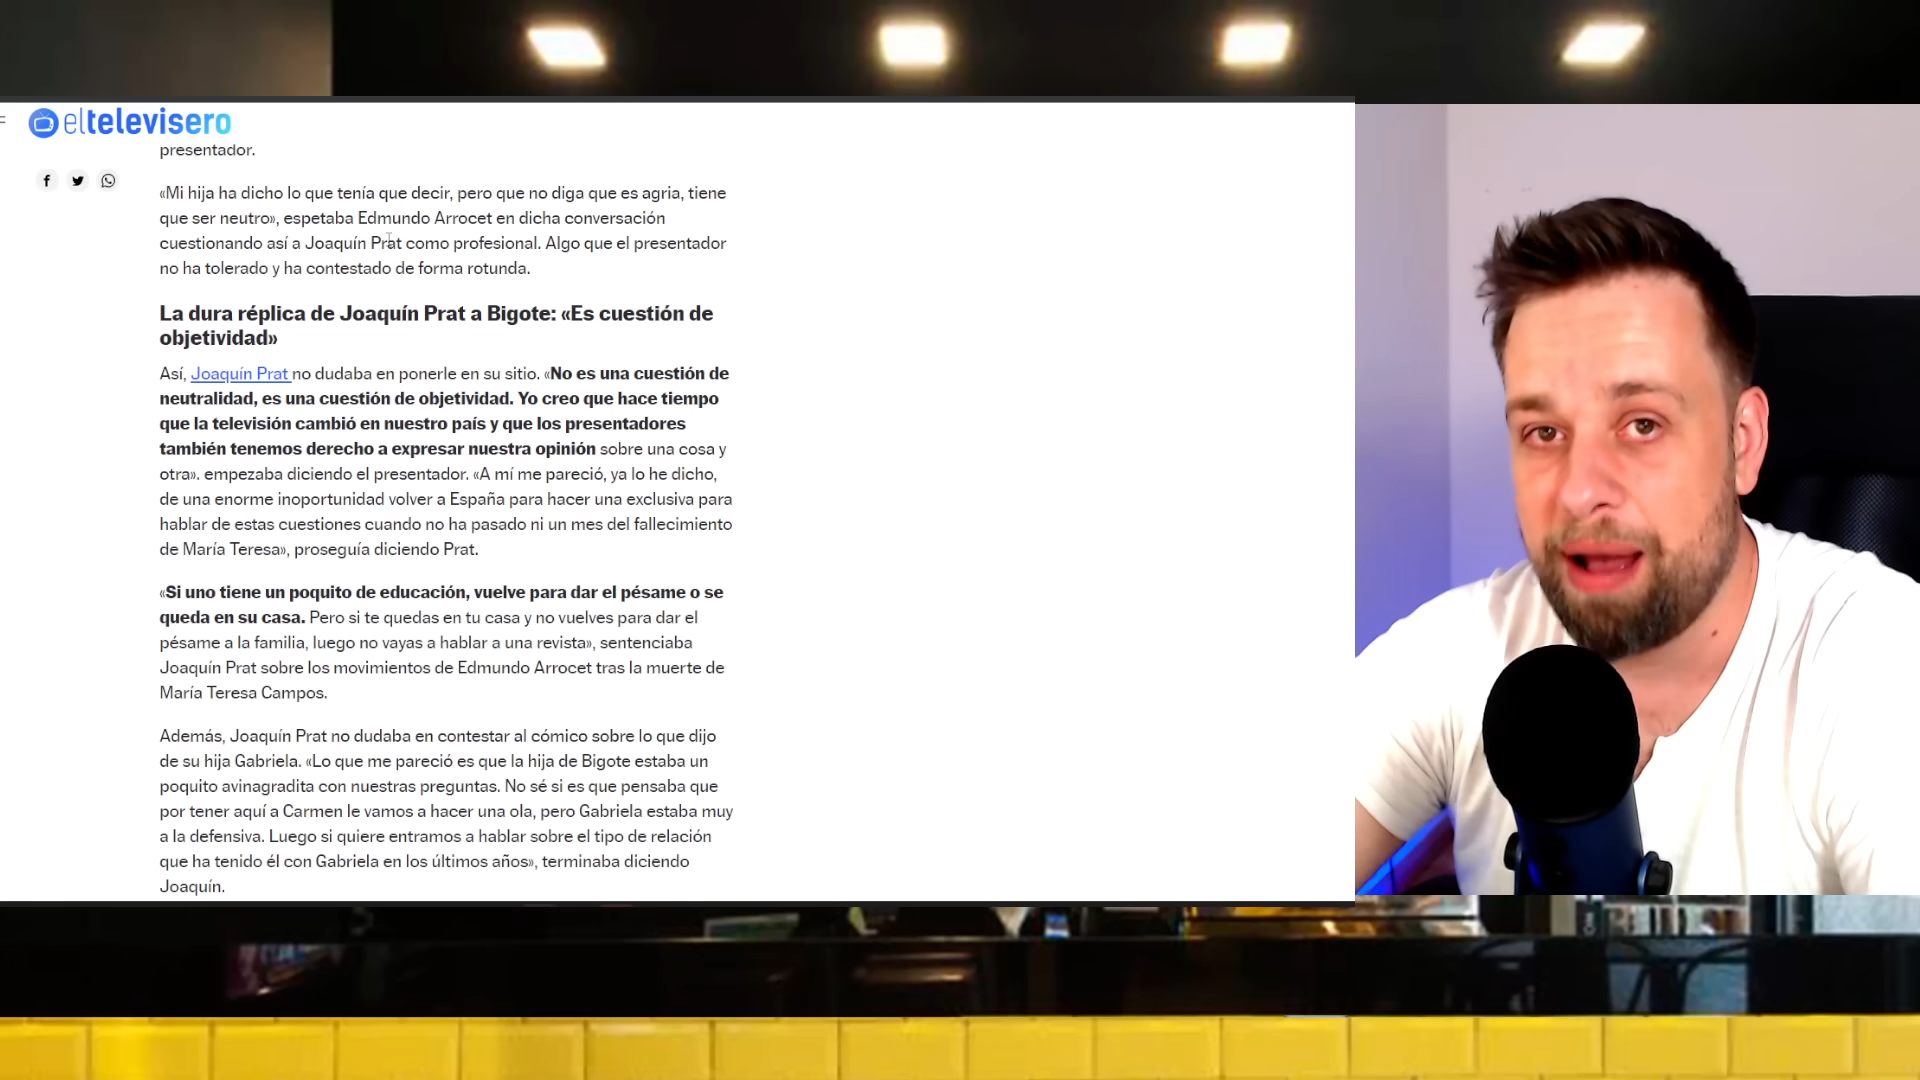 eltelevisero
presentador.
«Mi hija ha dicho lo que tenía que decir, pero que no diga que es agria, tiene
que ser neutro», espetaba Edmundo Arrocet en dicha conversación
cuestionando así a Joaquín Prat como profesional. Algo que el presentador
no ha tolerado y ha contestado de forma rotunda.
La dura réplica de Joaquín Prat a Bigote: «Es cuestión de
objetividad»
Así, Joaquín Prat no dudaba en ponerle en su sitio. «No es una cuestión de
neutralidad, es una cuestión de objetividad. Yo creo que hace tiempo
que la televisión cambió en nuestro país y que los presentadores
también tenemos derecho a expresar nuestra opinión sobre una cosa y
otra». empezaba diciendo el presentador. «A mí me pareció, ya lo he dicho,
de una enorme inoportunidad volver a España para hacer una exclusiva para
hablar de estas cuestiones cuando no ha pasado ni un mes del fallecimiento
de María Teresa», proseguía diciendo Prat.
«Si uno tiene un poquito de educación, vuelve para dar el pésame o se
queda en su casa. Pero si te quedas en tu casa y no vuelves para dar el
pésame a la familia, luego no vayas a hablar a una revista», sentenciaba
Joaquín Prat sobre los movimientos de Edmundo Arrocet tras la muerte de
María Teresa Campos.
Además, Joaquín Prat no dudaba en contestar al cómico sobre lo que dijo
de su hija Gabriela. «Lo que me pareció es que la hija de Bigote estaba un
poquito avinagradita con nuestras preguntas. No sé si es que pensaba que
por tener aquí a Carmen le vamos a hacer una ola, pero Gabriela estaba muy
a la defensiva. Luego si quiere entramos a hablar sobre el tipo de relación
que ha tenido él con Gabriela en los últimos años», terminaba diciendo
Joaquín.